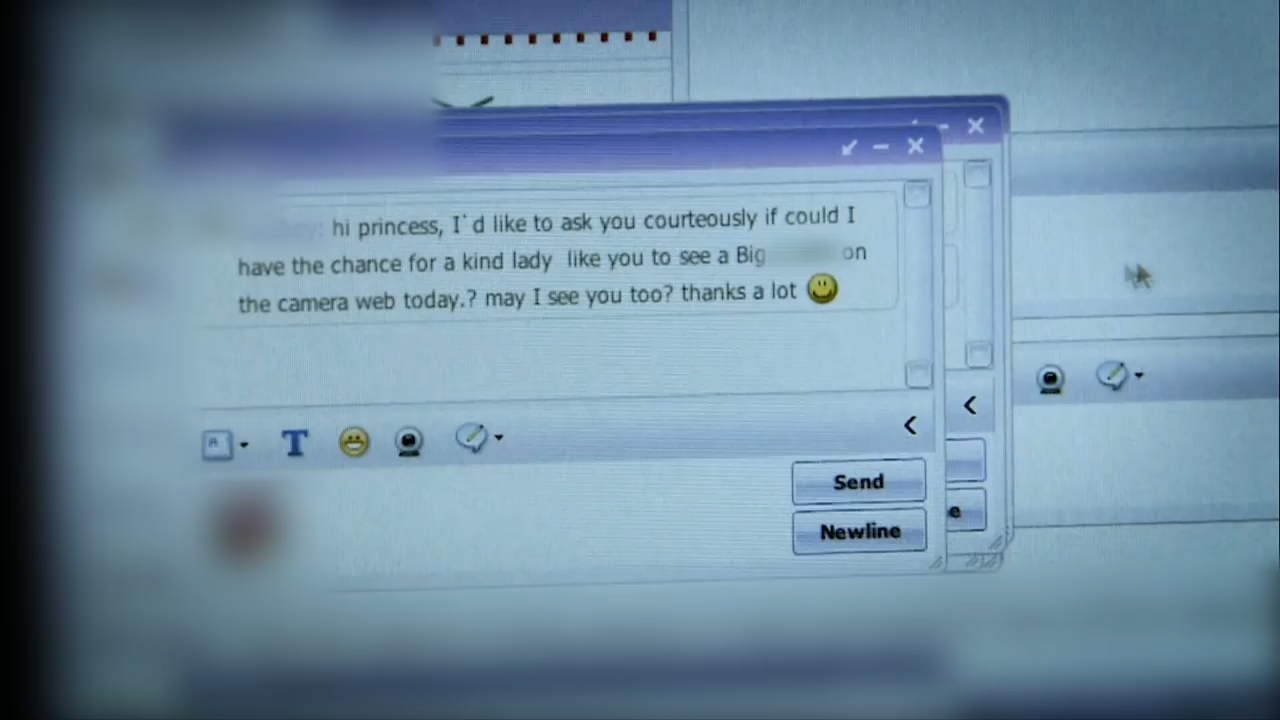 hi princess, I'd like to ask you courteously if could I
have the chance for a kind lady like you to see a Big on
the camera web today.? may I see you too? thanks a lot
T
Send
Newline
e